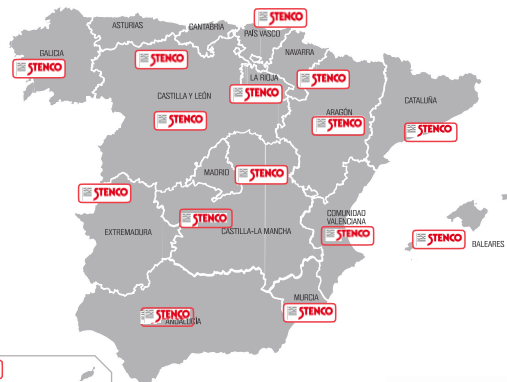 STENCO
ASTURIAS
CANTABRIA
PAÍS VASCO
NAVARRA
GALICIA
STENCO
STENCO
LA RIOJA
STENCO
STENCO
CASTILLA Y LEÓN
STENCO
ARAGÓN
STENCO
CATALUÑA
STENCO
MADRID
STENCO
STENCO
EXTREMADURA
STENCO
CASTILLA-LA MANCHA
COMUNIDAD
VALENCIANA
STENCO
STENCO
BALEARES
MURCIA
STENCO
STENCO
ANDALUCÍA